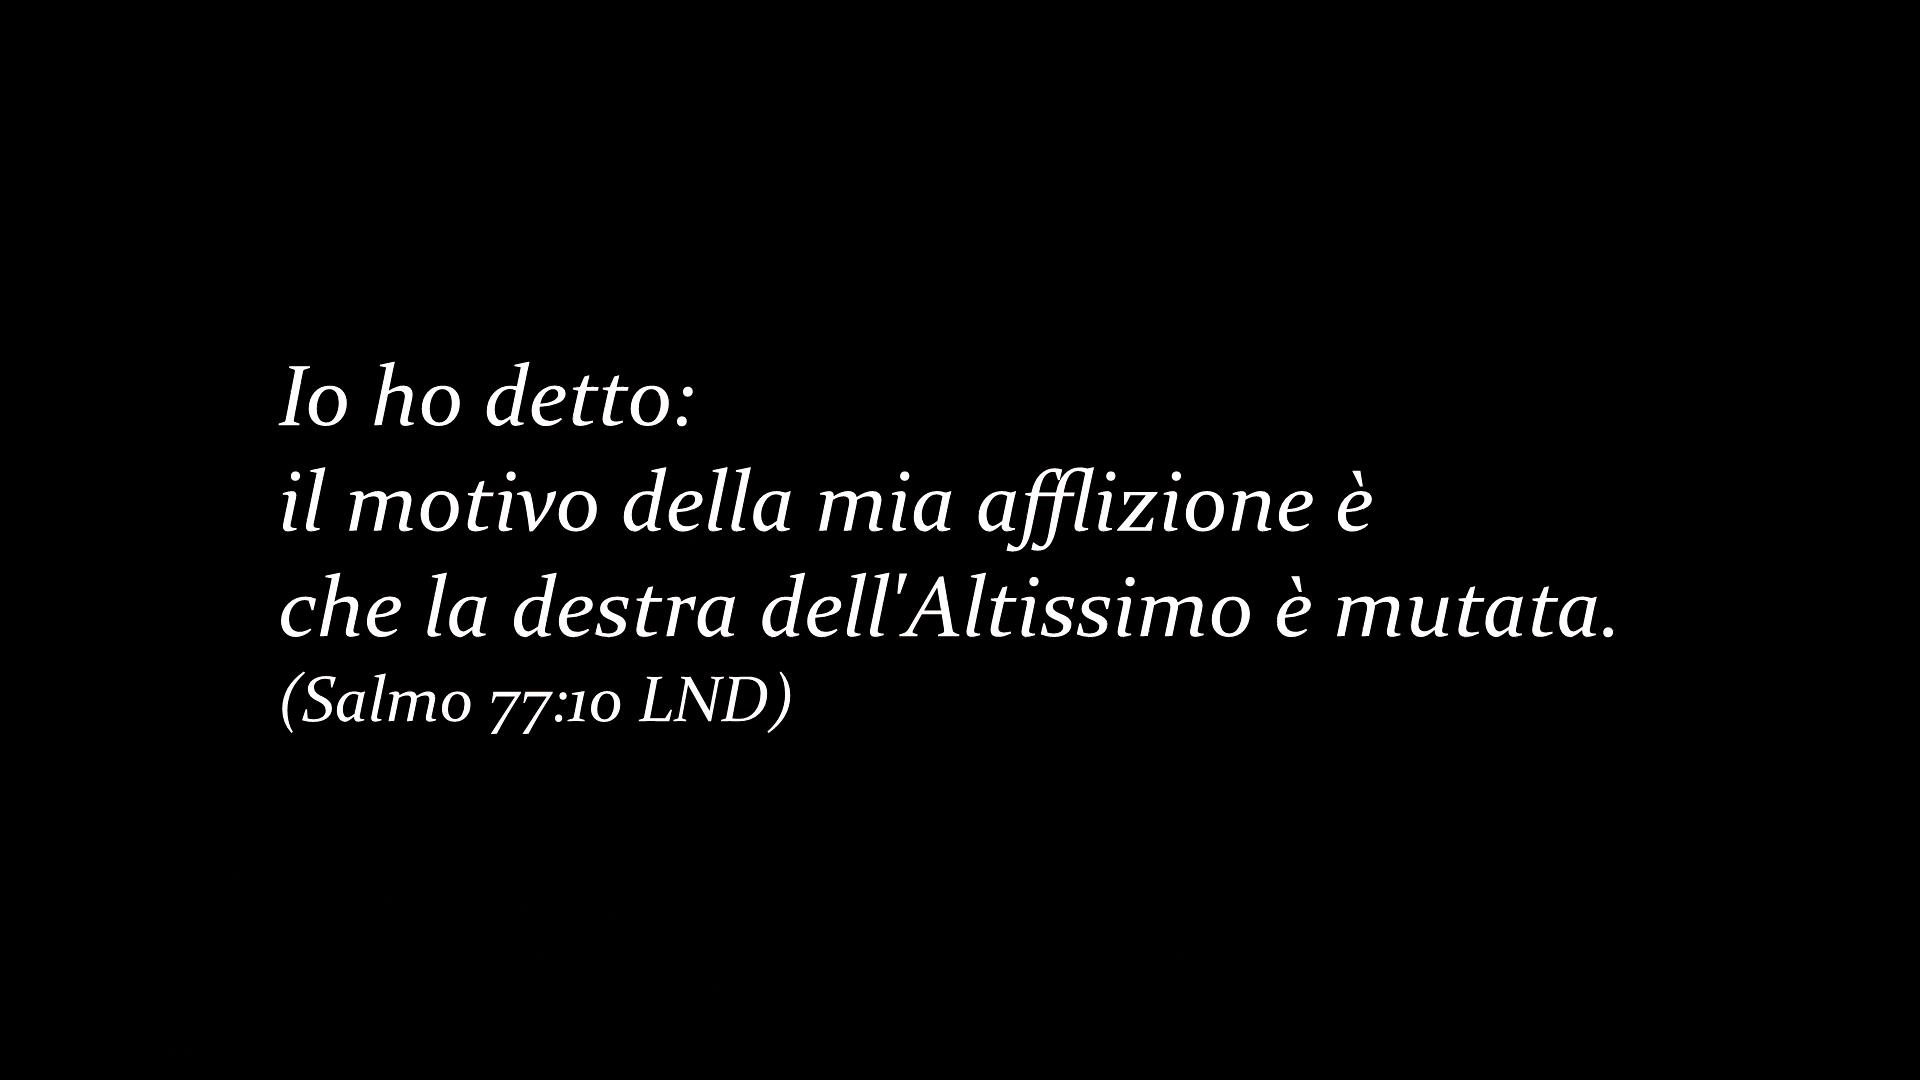 Io ho detto:
il motivo della mia afflizione è
che la destra dell'Altissimo è mutata.
(Salmo 77:10 LND)